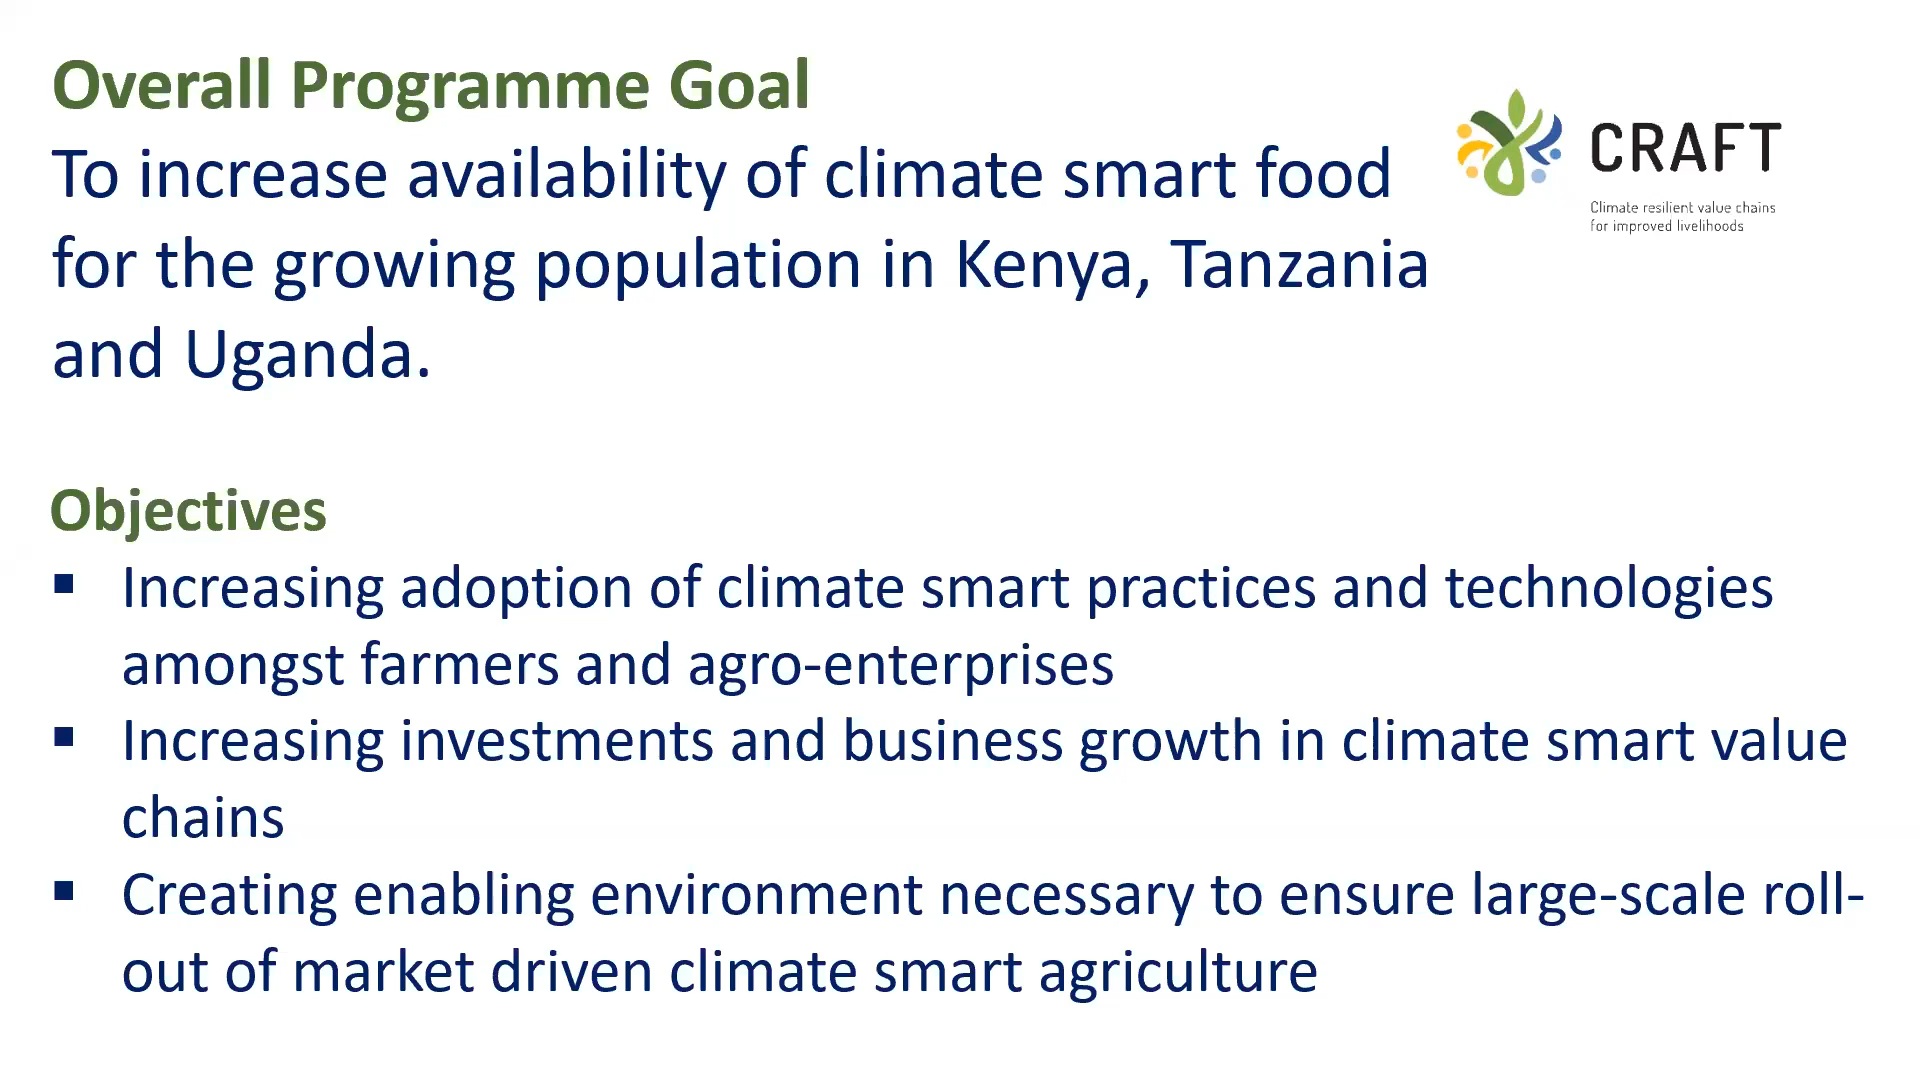 Overall Programme Goal
To increase availability of climate smart food
for the growing population in Kenya, Tanzania
and Uganda.
CRAFT
Climate resilient value chains
for improved livelihoods
Objectives
▪ Increasing adoption of climate smart practices and technologies
amongst farmers and agro-enterprises
▪ Increasing investments and business growth in climate smart value
chains
▪ Creating enabling environment necessary to ensure large-scale roll-
out of market driven climate smart agriculture